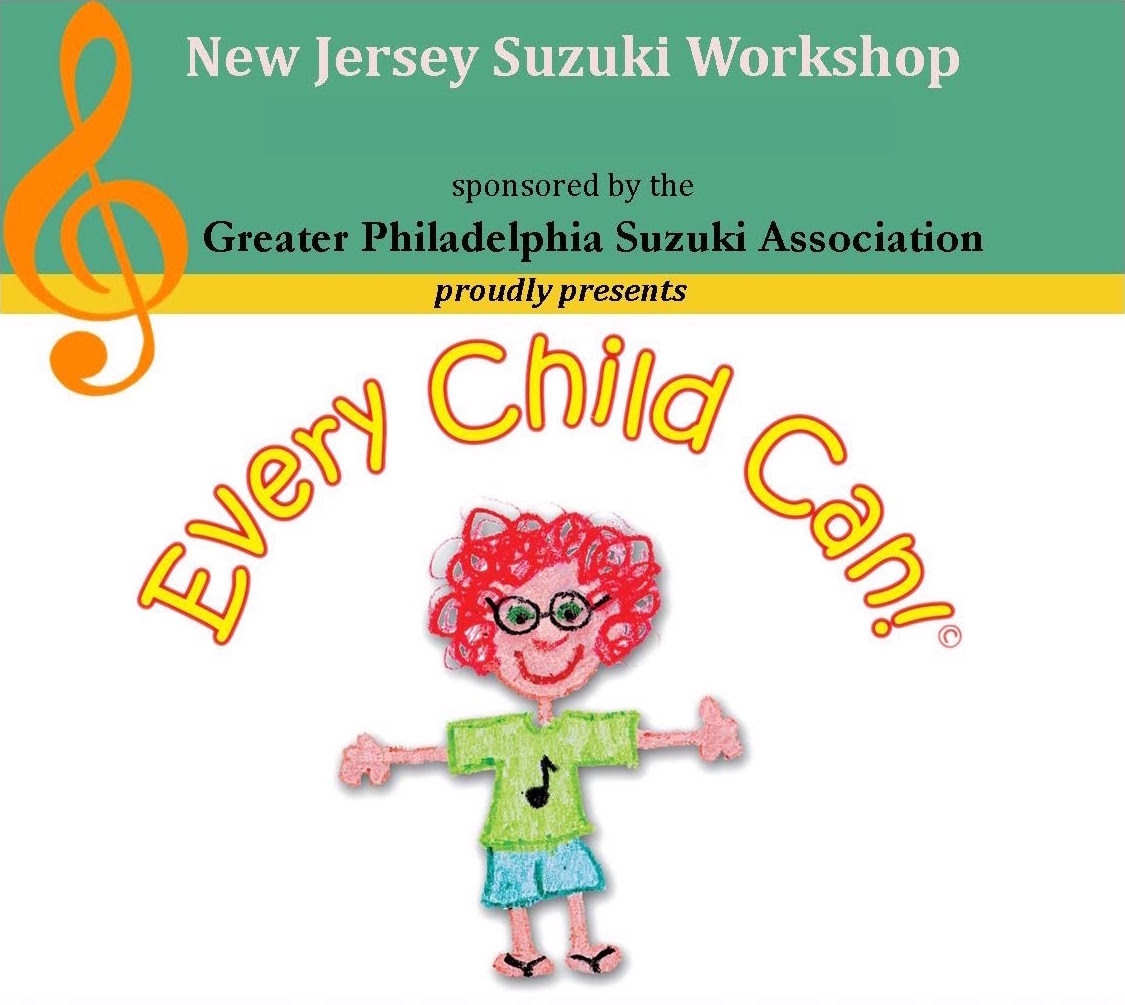 New Jersey Suzuki Workshop
sponsored by the
Greater Philadelphia Suzuki Association
proudly presents
Every Child Can!©